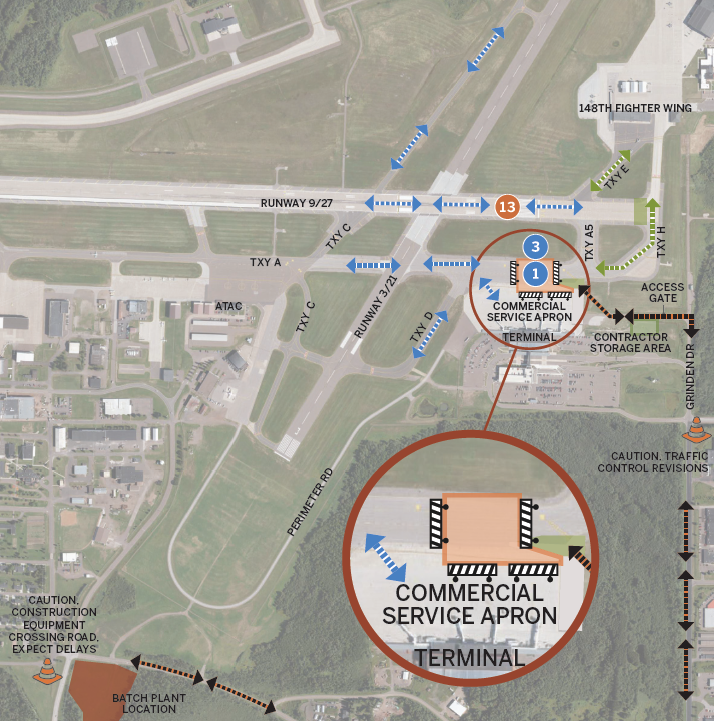 148TH FIGHTER WING
TXY E
RUNWAY 9/27
13
TXY C
TXY A
3
1
TXY A5
TXY H
ACCESS
GATE
ATAC
TXY C
RUNWAY 3/21
TXY D
COMMERCIAL
SERVICE APRON
TERMINAL
CONTRACTOR
STORAGE AREA
GRINDEN DR
CAUTION, TRAFFIC
CONTROL REVISIONS
PERIMETER RD
COMMERCIAL
SERVICE APRON
TERMINAL
CAUTION,
CONSTRUCTION
EQUIPMENT
CROSSING ROAD,
EXPECT DELAYS
BATCH PLANT
LOCATION